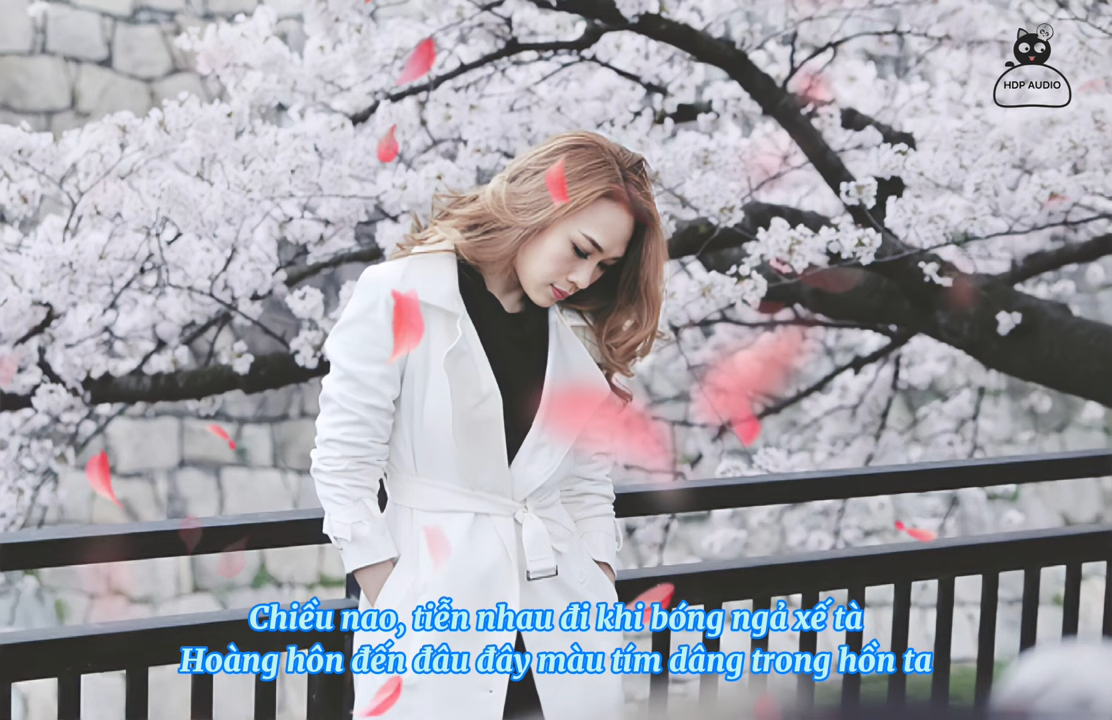 HDP AUDIO
Chiều nao, tiễn nhau đi khi bóng ngả xế tà
Hoàng hôn đến đâu đây màu tím dâng trong hồn ta